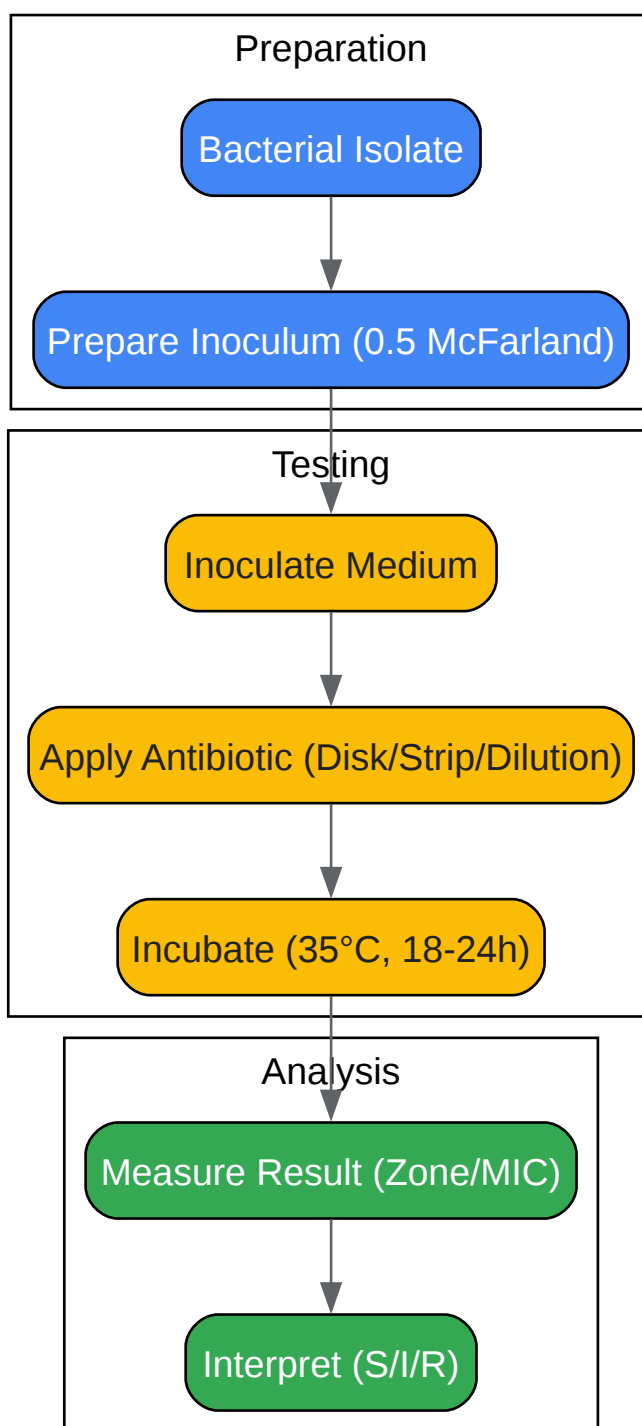 Preparation
Bacterial Isolate
Prepare Inoculum (0.5 McFarland)
Testing
Inoculate Medium
Apply Antibiotic (Disk/Strip/Dilution)
Incubate (35°C, 18-24h)
Analysis
Measure Result (Zone/MIC)
Interpret (S/I/R)